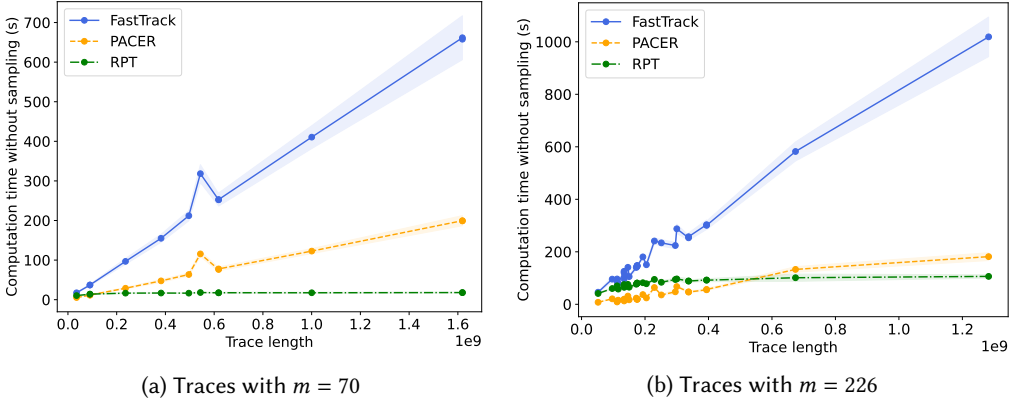 Computation time without sampling (s)
700
600
500
400
300
200
100
0
FastTrack
PACER
RPT
0.0 0.2 0.4 0.6 0.8 1.0 1.2 1.4 1.6
1e9
Trace length
(a) Traces with m = 70
Computation time without sampling (s)
1000
800
600
400
200
0
FastTrack
PACER
RPT
0.0 0.2 0.4 0.6 0.8 1.0 1.2
1e9
Trace length
(b) Traces with m = 226